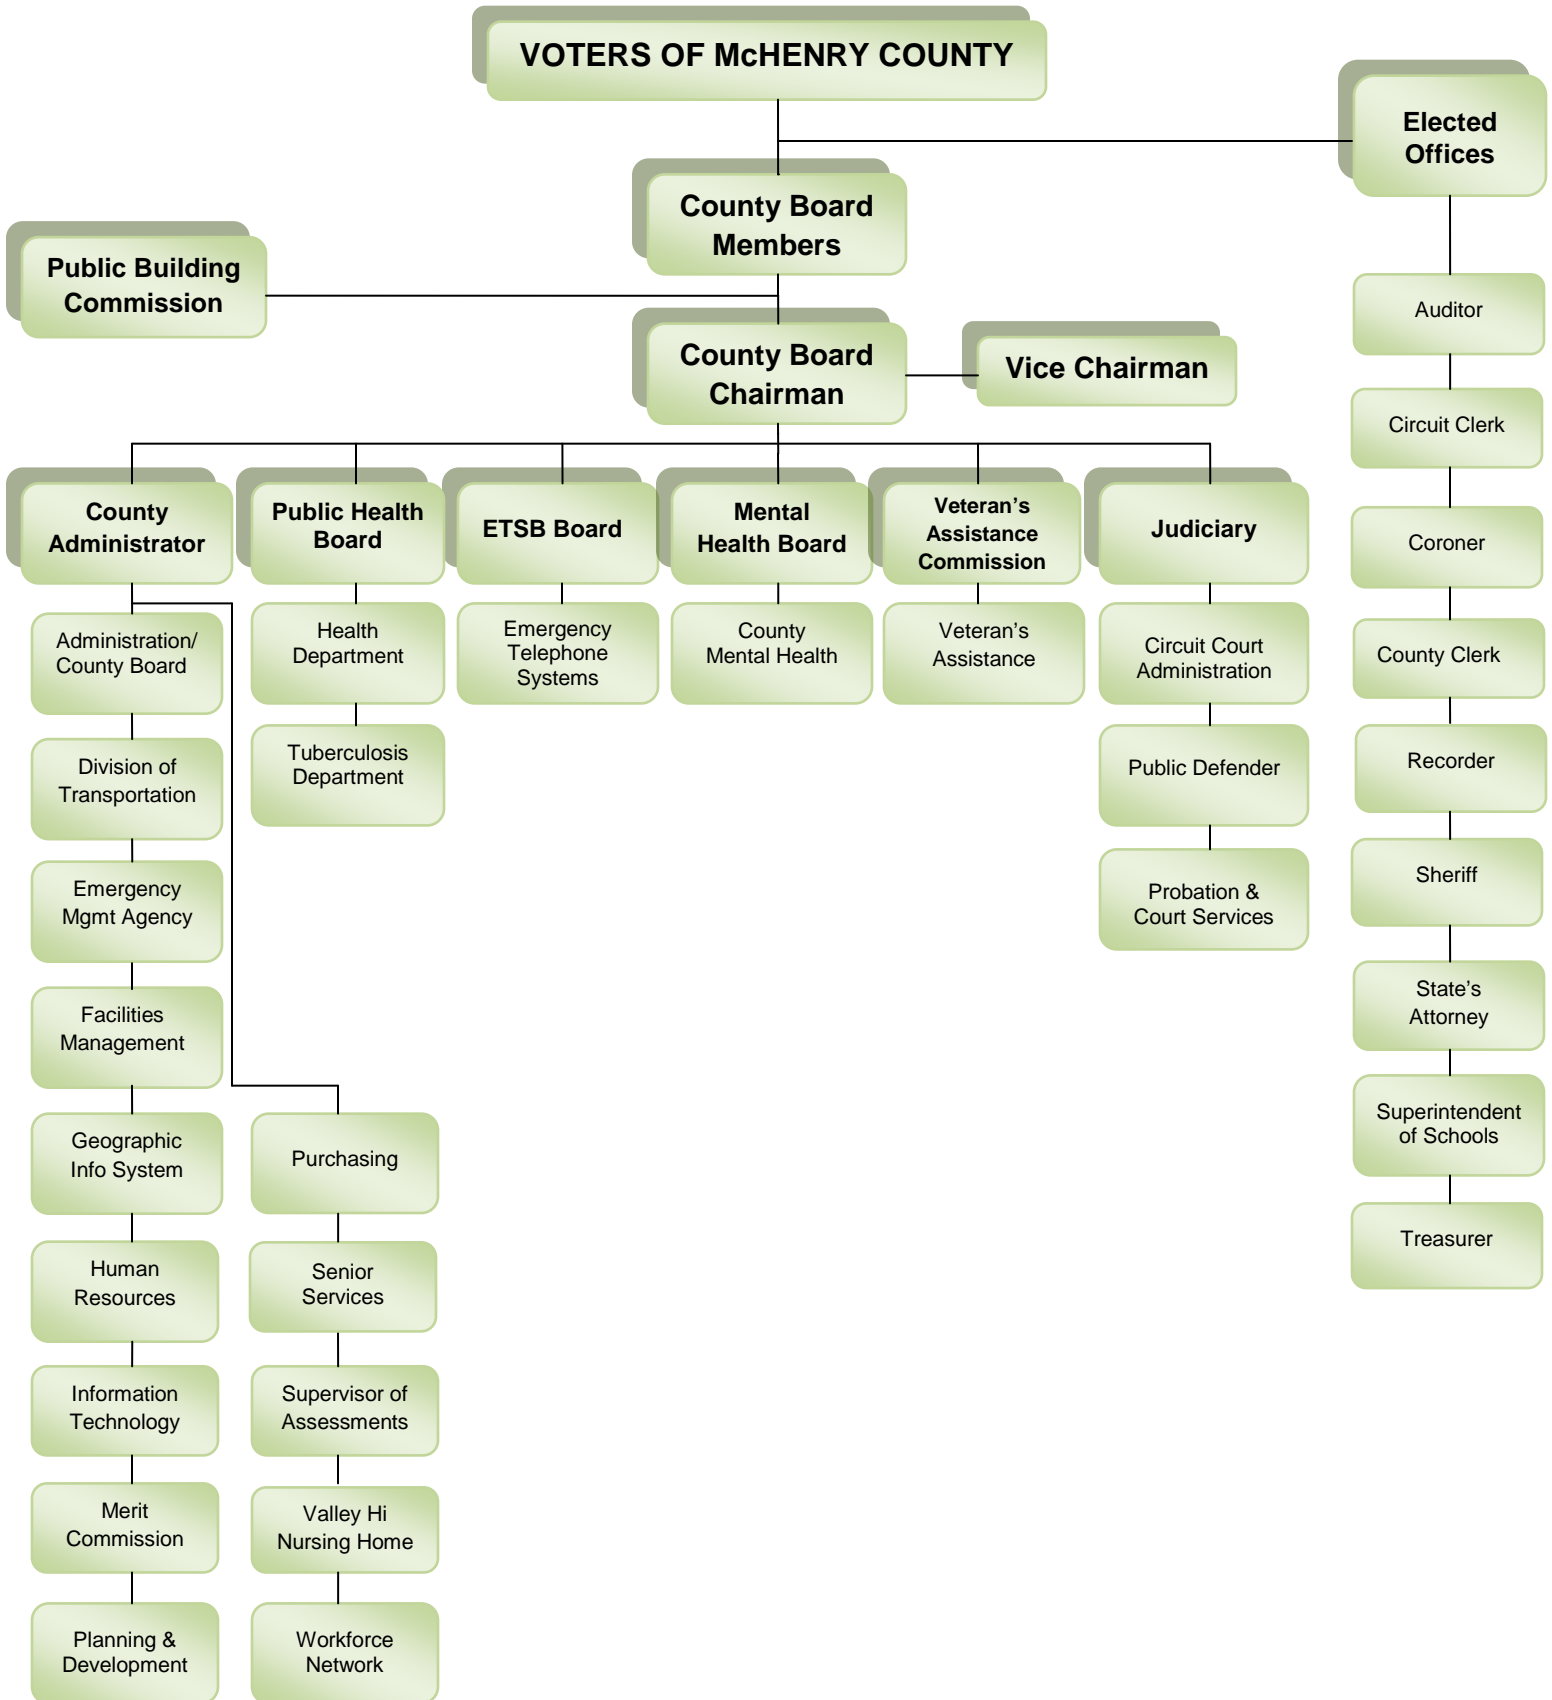 VOTERS OF McHENRY COUNTY
Elected
Offices
County Board
Members
Public Building
Commission
County Board
Chairman
Vice Chairman
County
Administrator
Public Health
Board
ETSB Board
Mental
Health Board
Veteran’s
Assistance
Commission
Judiciary
Administration/
County Board
Division of
Transportation
Emergency
Mgmt Agency
Facilities
Management
Geographic
Info System
Human
Resources
Information
Technology
Merit
Commission
Planning &
Development
Purchasing
Senior
Services
Supervisor of
Assessments
Valley Hi
Nursing Home
Workforce
Network
Health
Department
Tuberculosis
Department
Emergency
Telephone
Systems
County
Mental Health
Veteran’s
Assistance
Circuit Court
Administration
Public Defender
Probation &
Court Services
Auditor
Circuit Clerk
Coroner
County Clerk
Recorder
Sheriff
State’s
Attorney
Superintendent
of Schools
Treasurer